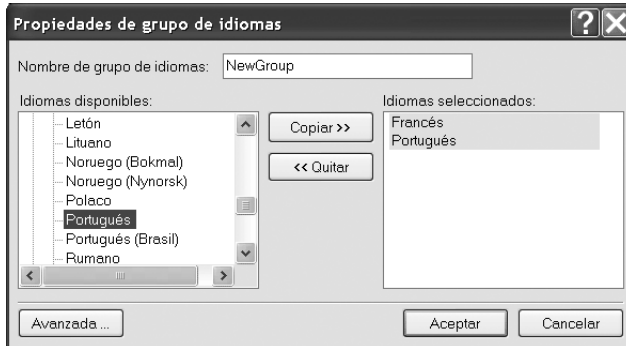 Propiedades de grupo de idiomas
Nombre de grupo de idiomas: NewGroup
Idiomas disponibles:
Letón
Lituano
Noruego (Bokmal)
Noruego (Nynorsk)
Polaco
Portugués
Portugués (Brasil)
Rumano
Copiar >>
<< Quitar
Idiomas seleccionados:
Francés
Portugués
Avanzada ...
Aceptar
Cancelar